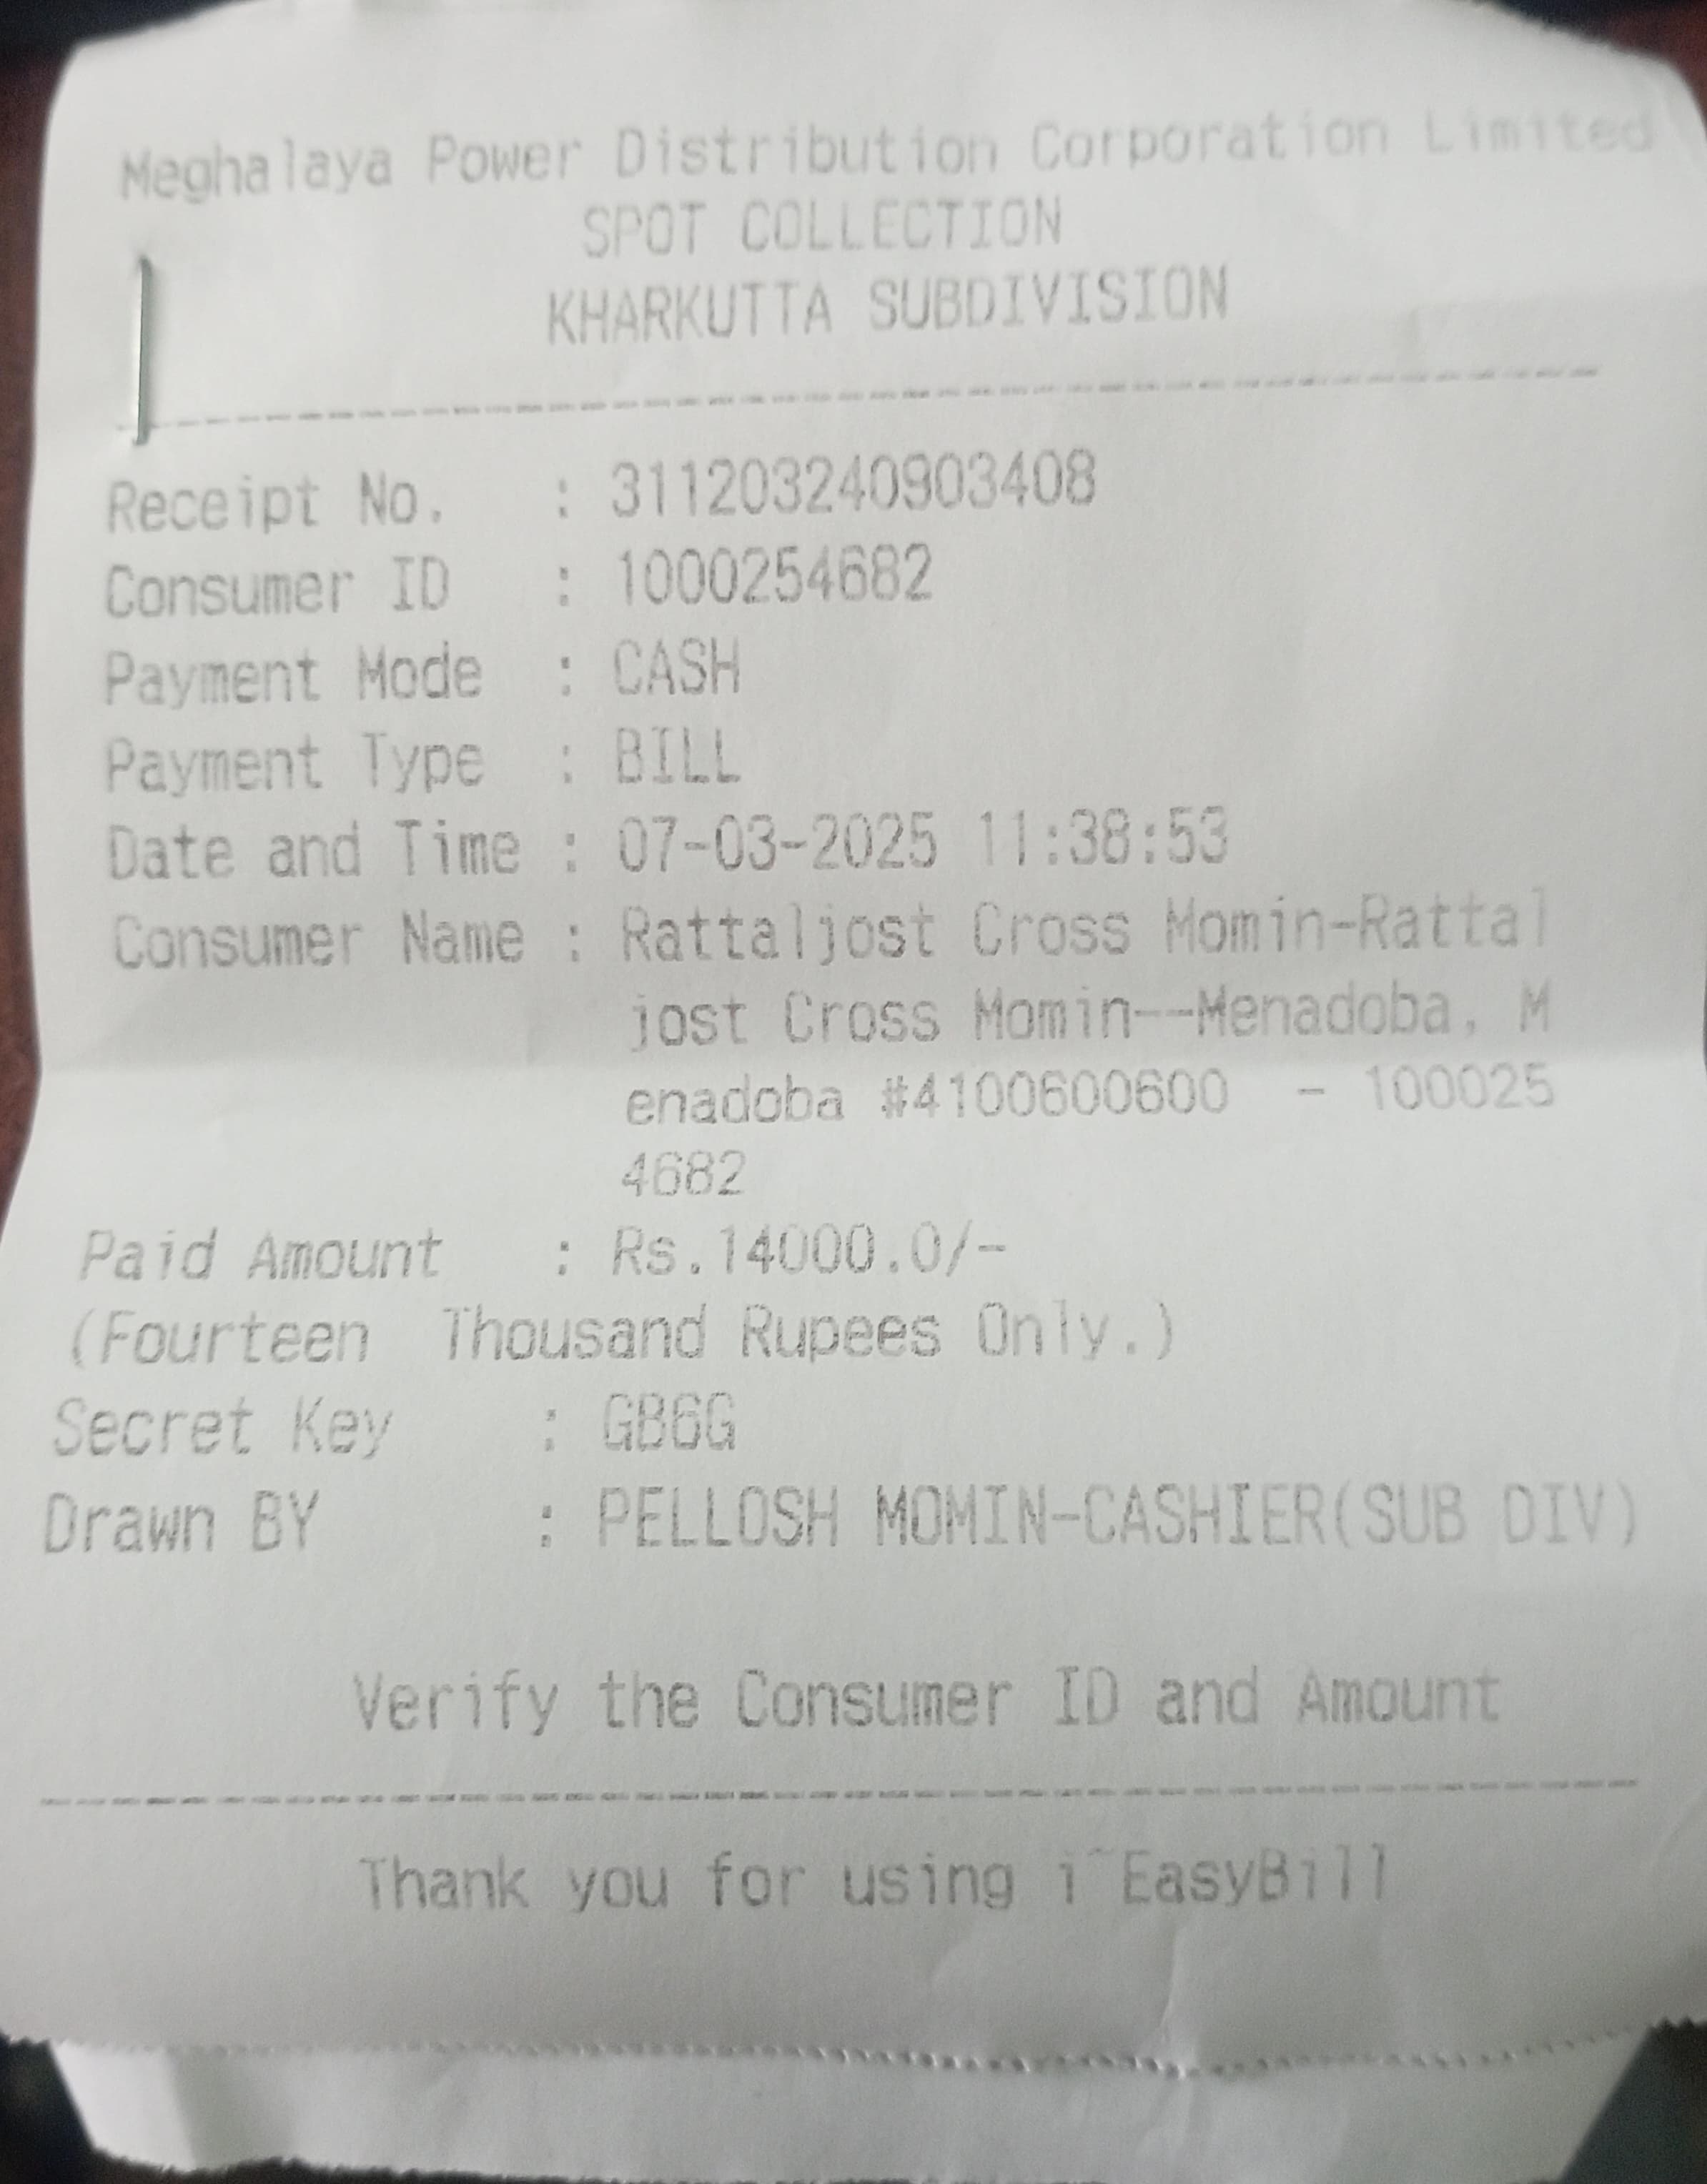 Meghalaya Power Distribution Corporation Limited
SPOT COLLECTION
KHARKUTTA SUBDIVISION
Receipt No. : 311203240903408
Consumer ID : 1000254682
Payment Mode : CASH
Payment Type : BILL
Date and Time : 07-03-2025 11:38:53
Consumer Name : Rattaljost Cross Momin-Rattal
jost Cross Momin--Menadoba, M
enadoba #4100600600 - 100025
4682
Paid Amount : Rs.14000.0/-
(Fourteen Thousand Rupees Only.)
Secret Key : GB6G
Drawn BY : PELLOSH MOMIN-CASHIER(SUB DIV)
Verify the Consumer ID and Amount
Thank you for using i~EasyBill